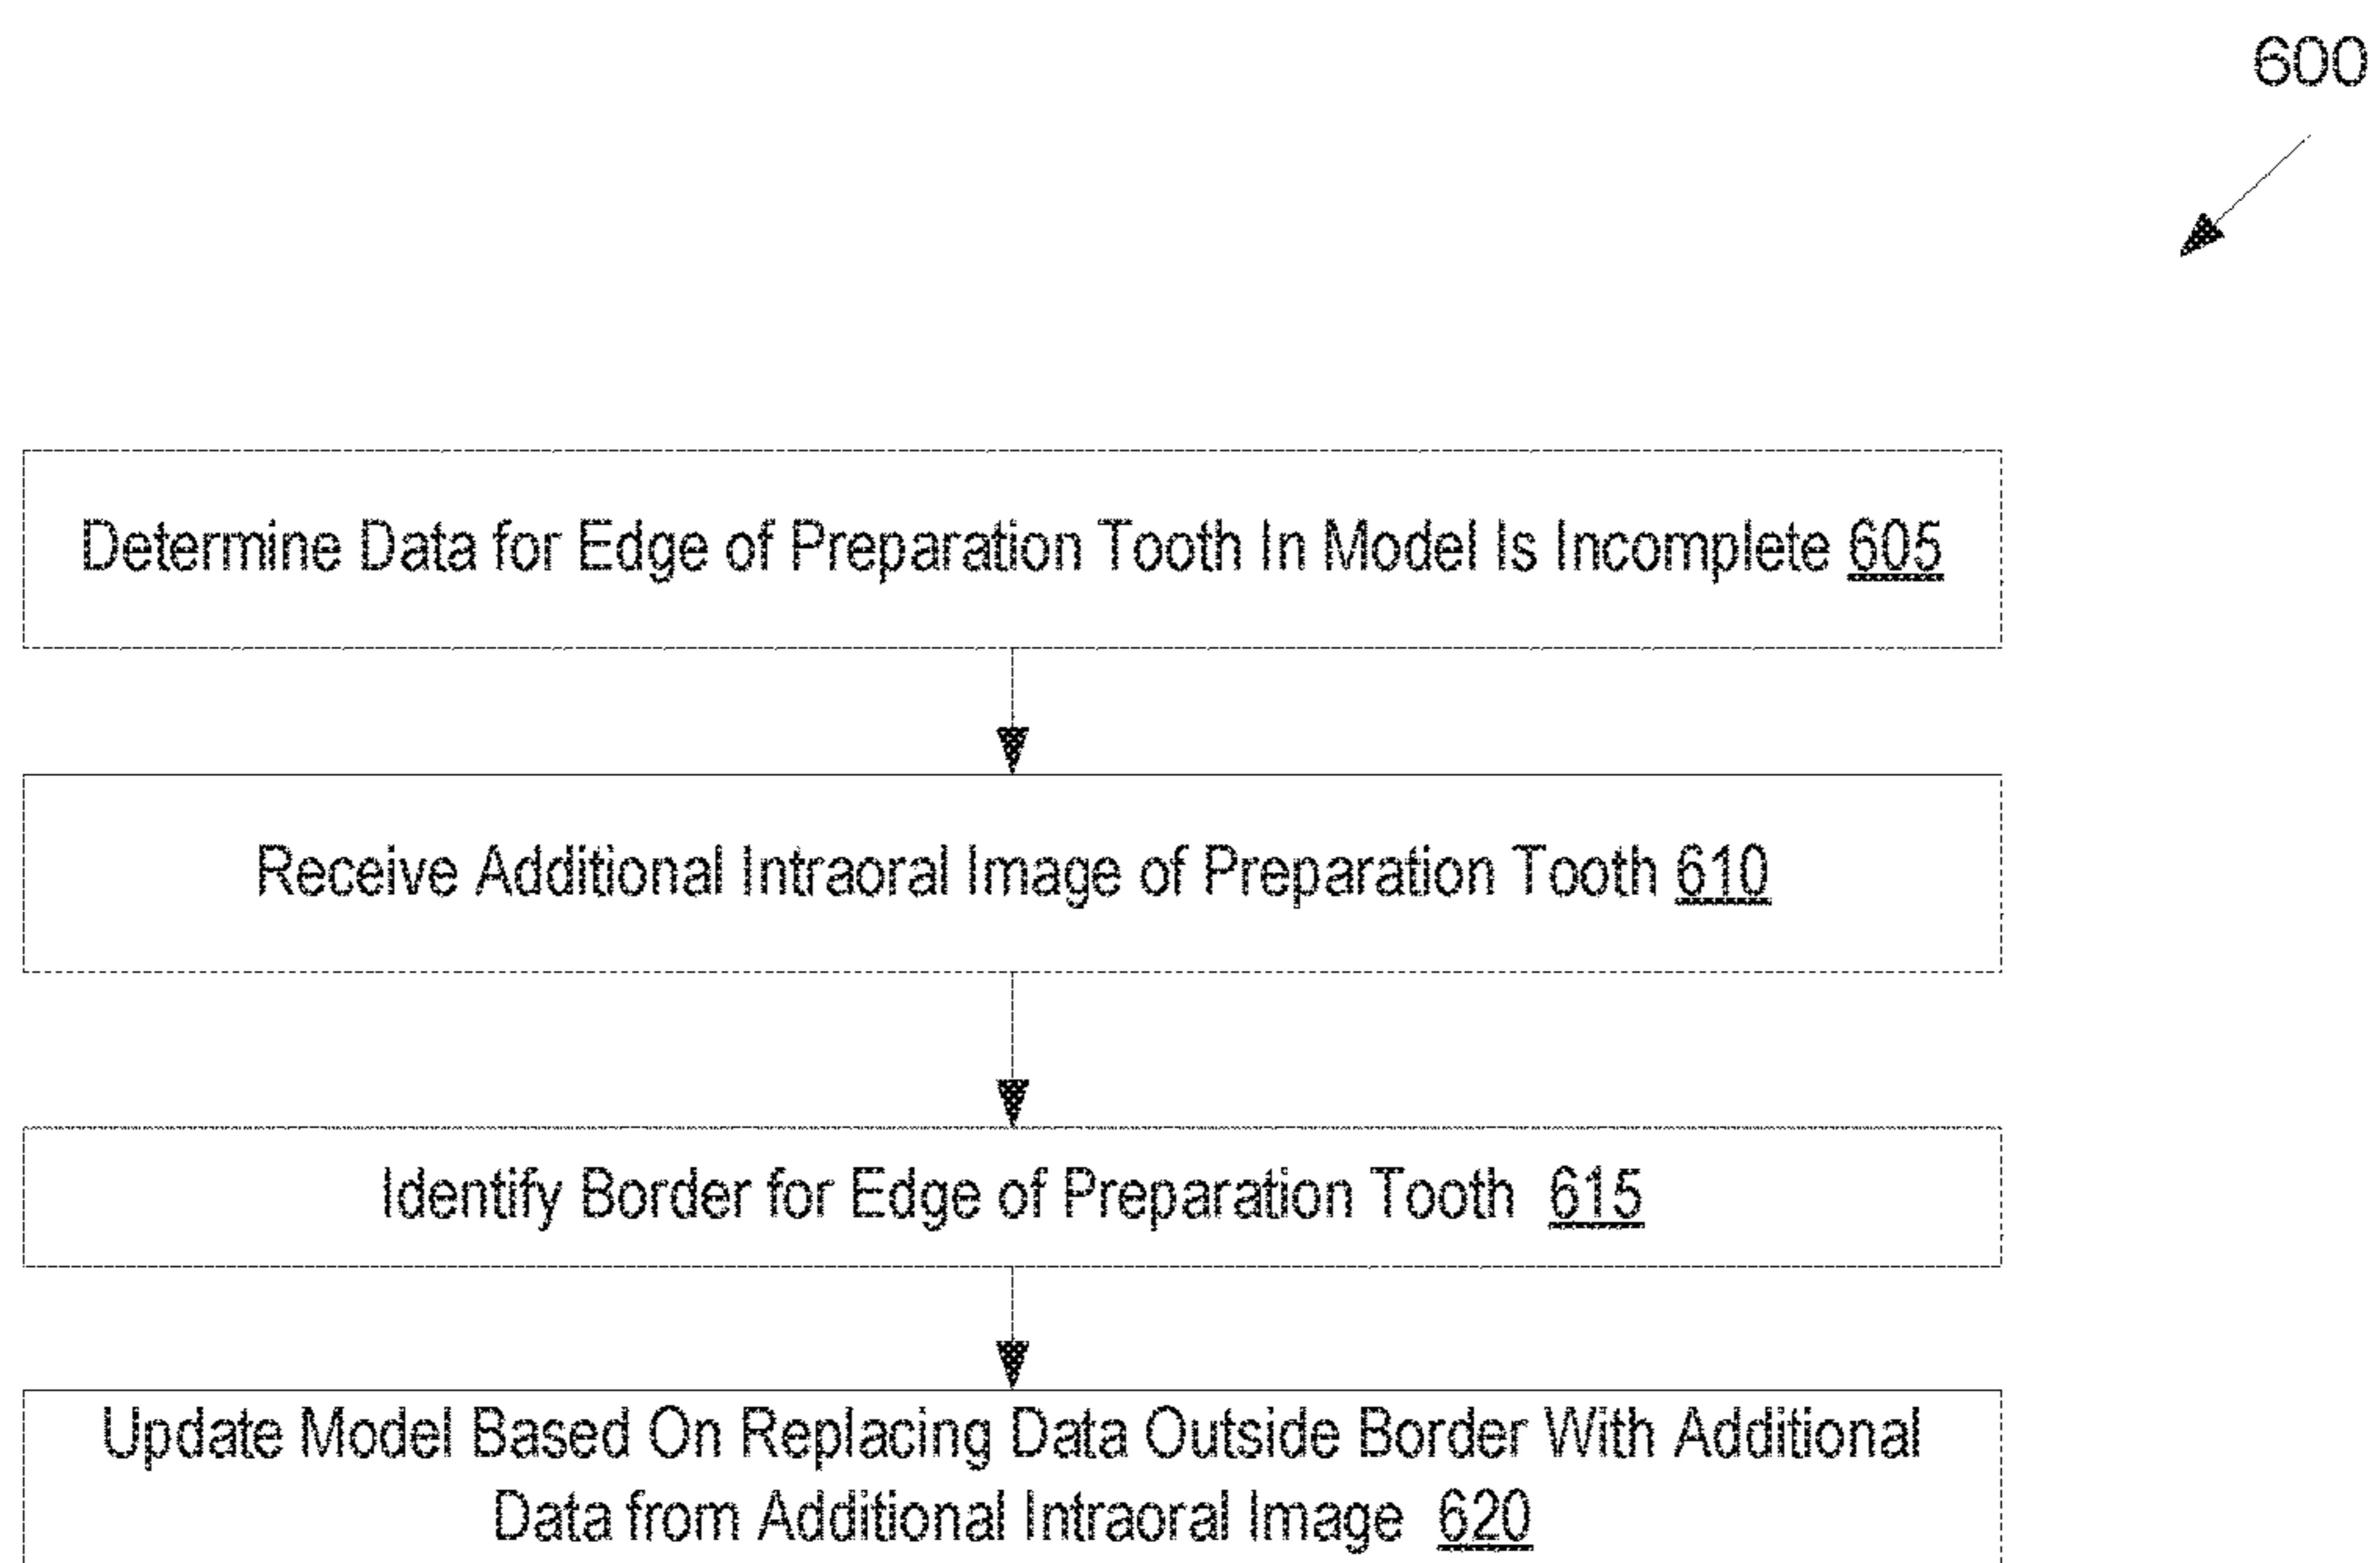 600
Determine Data for Edge of Preparation Tooth In Model Is Incomplete 605
Receive Additional Intraoral Image of Preparation Tooth 610
Identify Border for Edge of Preparation Tooth 615
Update Model Based On Replacing Data Outside Border With Additional
Data from Additional Intraoral Image 620